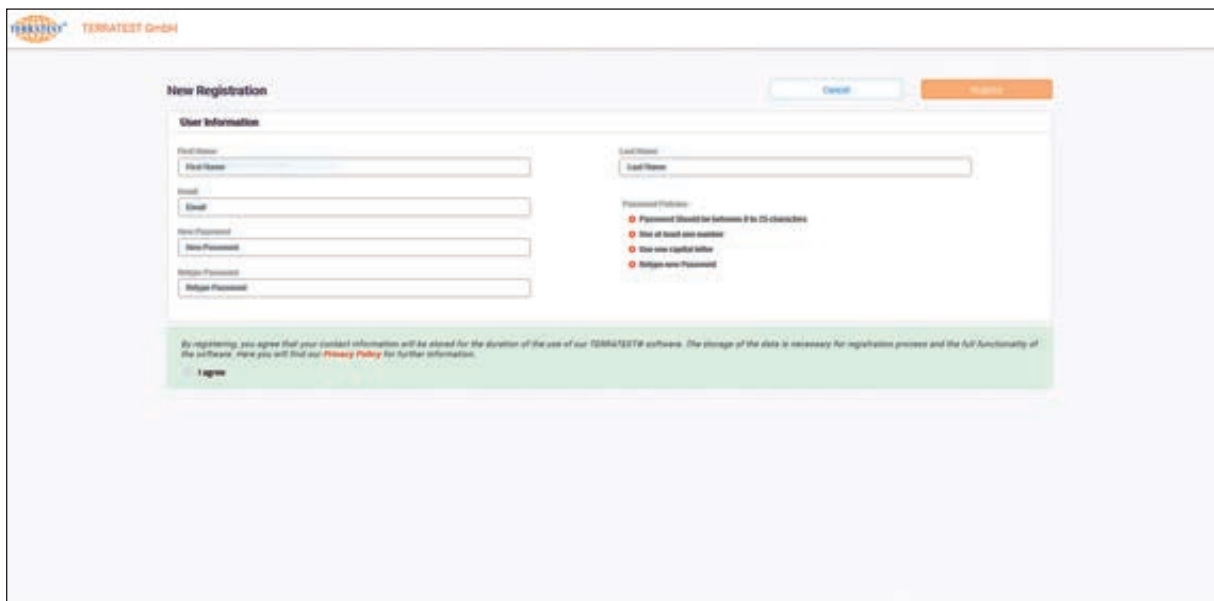 TERRATEST® TERRATEST GmbH
New Registration
Cancel
Register
User Information
First Name
First Name
Last Name
Last Name
Email
Email
New Password
New Password
Retype Password
Retype Password
Password Policies
Password Should be between 8 to 25 characters
Use at least one number
Use one capital letter
Retype new Password
By registering, you agree that your contact information will be stored for the duration of the use of our TERRATEST® software. The storage of the data is necessary for registration process and the full functionality of
the software. Here you will find our Privacy Policy for further information.
I agree